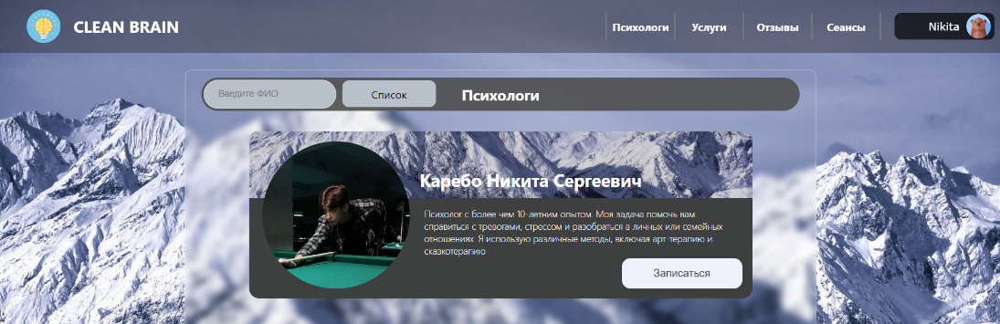 CLEAN BRAIN
Психологи
Услуги
Отзывы
Сеансы
Nikita
Введите ФИО
Список
Психологи
Каребо Никита Сергеевич
Психолог с более чем 10-летним опытом. Моя задача помочь вам
справиться с тревогами, стрессом и разобраться в личных или семейных
отношениях. Я использую различные методы, включая арт-терапию и
сказкотерапию
Записаться